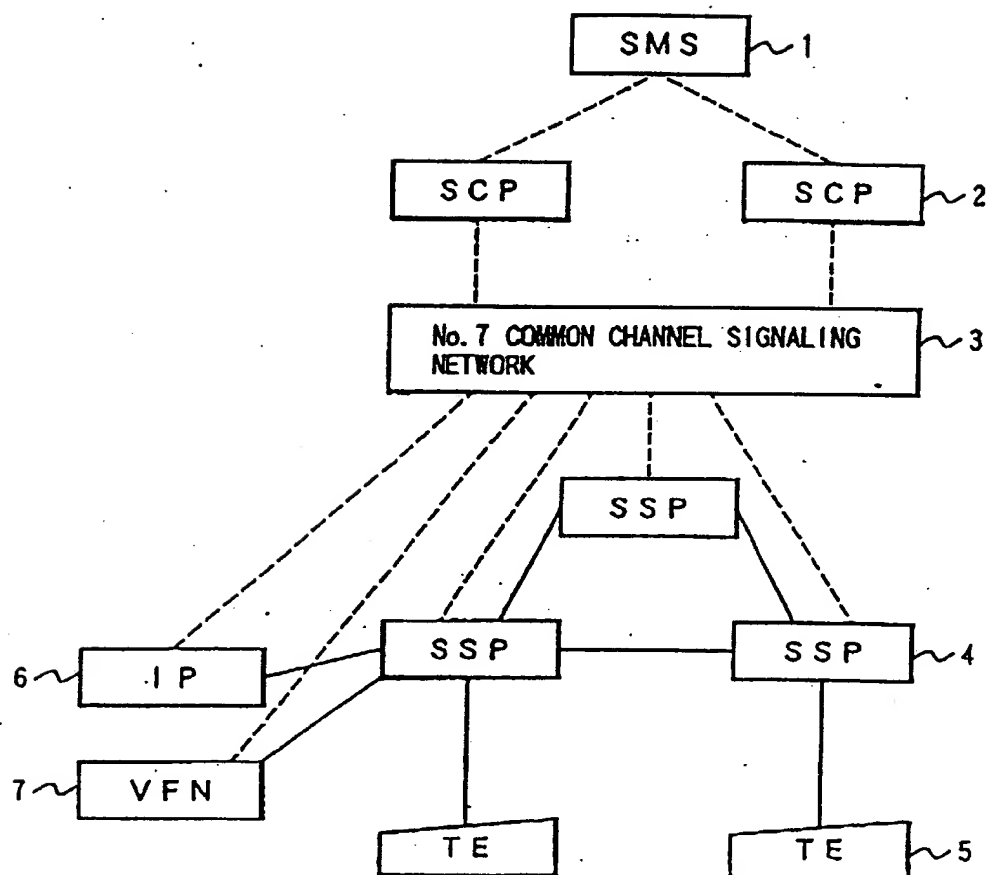 SMS 1
SCP SCP 2
No. 7 COMMON CHANNEL SIGNALING 3
NETWORK
SSP
SSP SSP 4
6 IP
7 VFN
TE TE 5